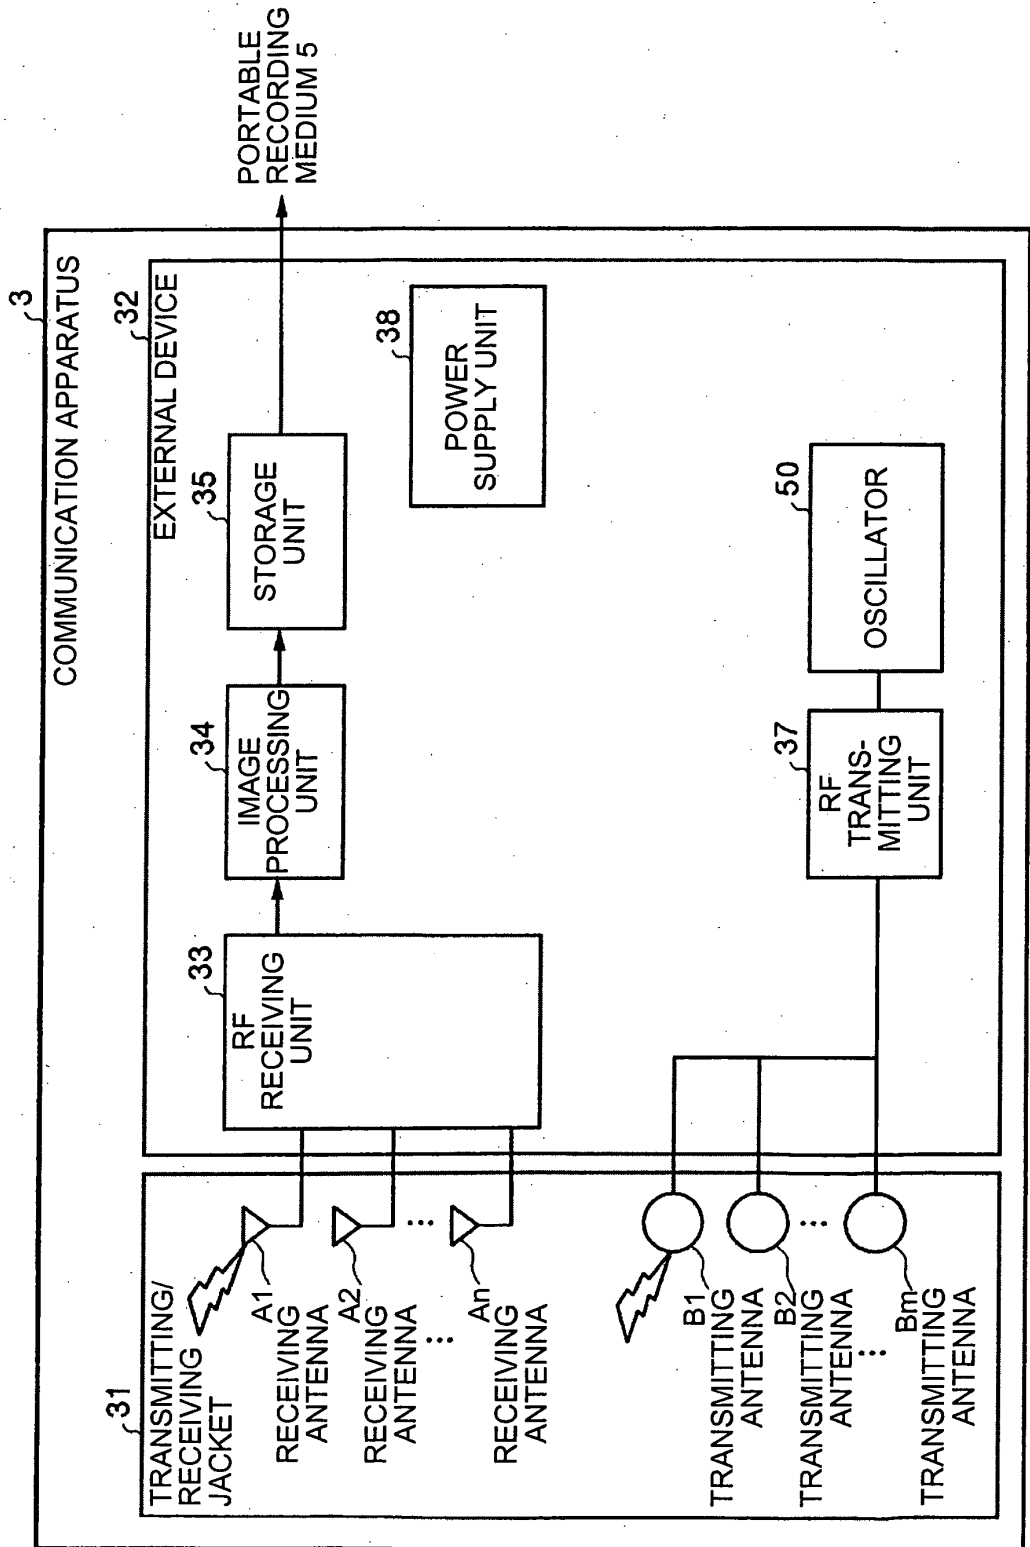 3
COMMUNICATION APPARATUS
31
TRANSMITTING/
RECEIVING
JACKET
A1
RECEIVING
ANTENNA
A2
RECEIVING
ANTENNA
An
RECEIVING
ANTENNA
B1
TRANSMITTING
ANTENNA
B2
TRANSMITTING
ANTENNA
Bm
TRANSMITTING
ANTENNA
32
EXTERNAL DEVICE
33
RF
RECEIVING
UNIT
34
IMAGE
PROCESSING
UNIT
35
STORAGE
UNIT
38
POWER
SUPPLY UNIT
37
RF
TRANS-
MITTING
UNIT
50
OSCILLATOR
PORTABLE
RECORDING
MEDIUM 5